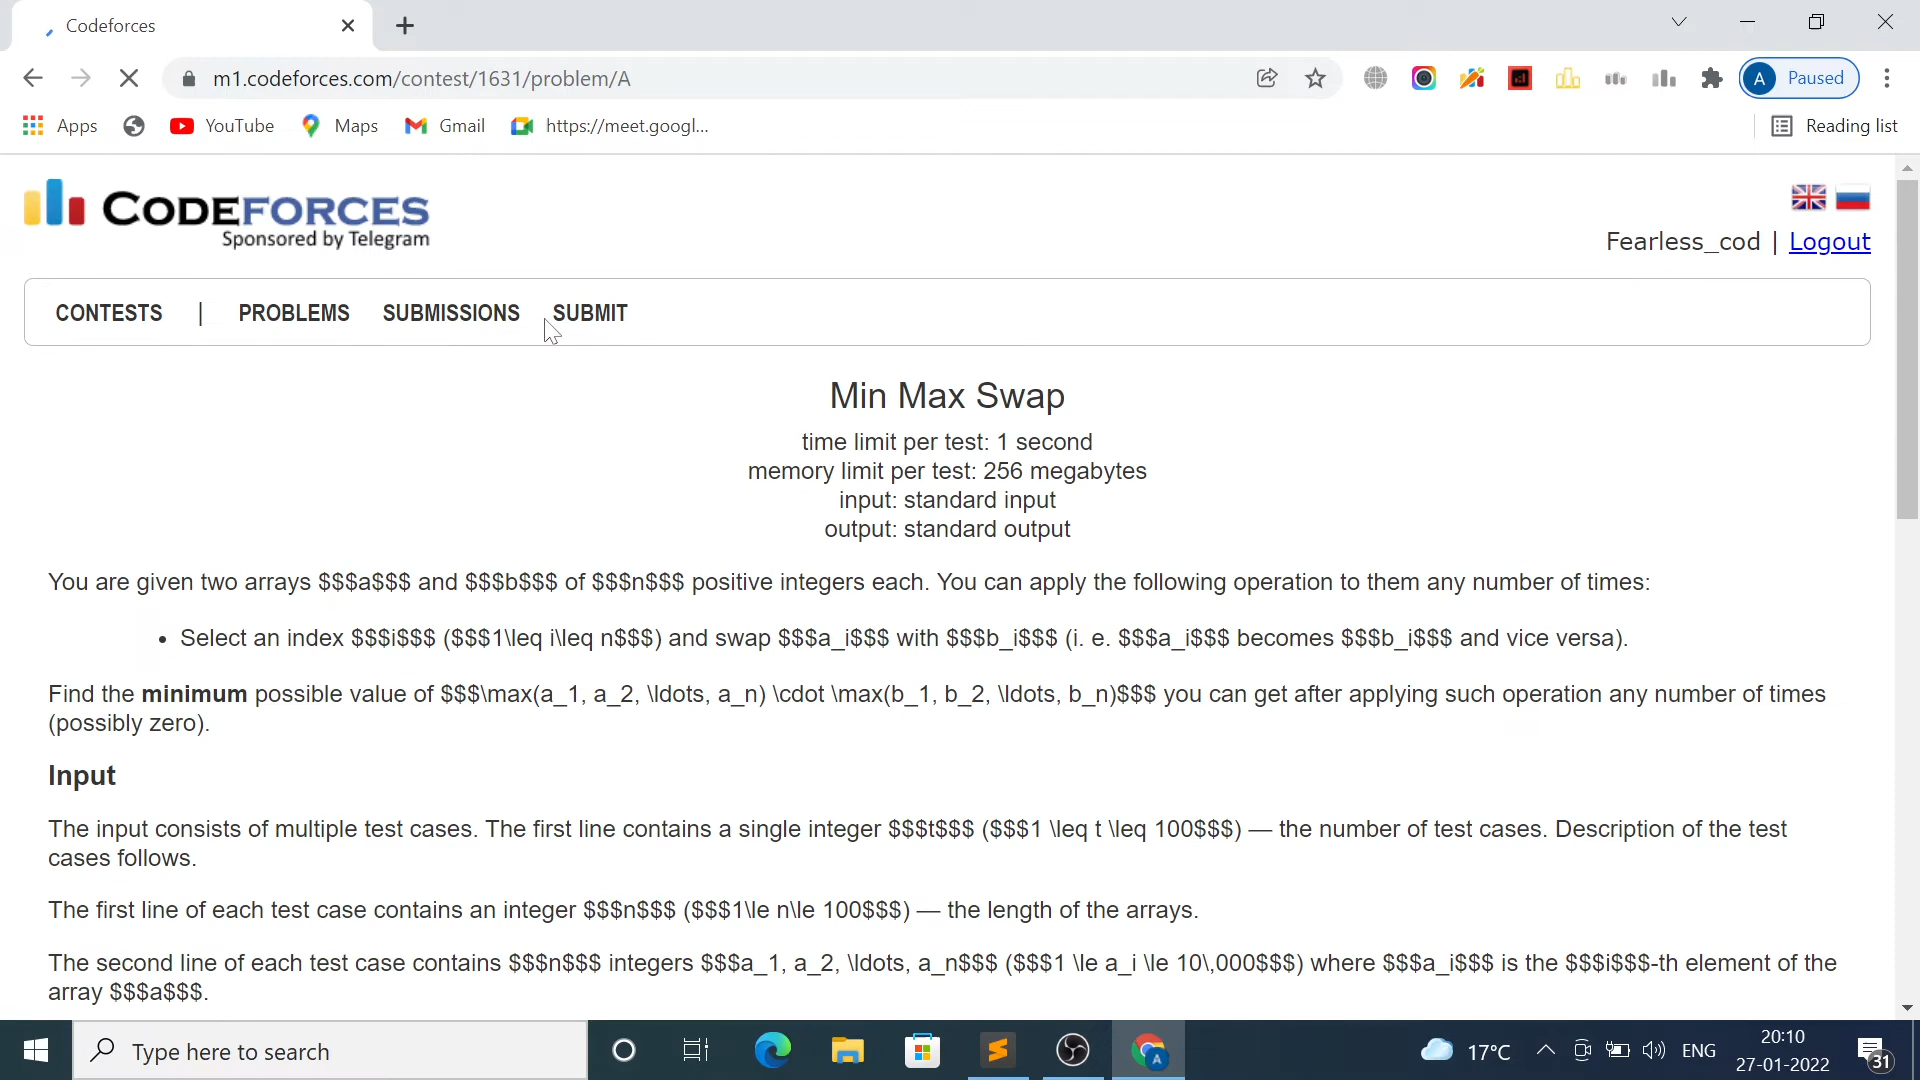 Codeforces
m1.codeforces.com/contest/1631/problem/A
A Paused
Apps YouTube Maps Gmail https://meet.googl... Reading list
CODEFORCES
Sponsored by Telegram
Fearless_cod | Logout
CONTESTS | PROBLEMS SUBMISSIONS SUBMIT
Min Max Swap
time limit per test: 1 second
memory limit per test: 256 megabytes
input: standard input
output: standard output
You are given two arrays $$$a$$$ and $$$b$$$ of $$$n$$$ positive integers each. You can apply the following operation to them any number of times:
• Select an index $$$i$$$ ($$$1\leq i\leq n$$$) and swap $$$a_i$$$ with $$$b_i$$$ (i. e. $$$a_i$$$ becomes $$$b_i$$$ and vice versa).
Find the minimum possible value of $$$\max(a_1, a_2, \ldots, a_n) \cdot \max(b_1, b_2, \ldots, b_n)$$$ you can get after applying such operation any number of times
(possibly zero).
Input
The input consists of multiple test cases. The first line contains a single integer $$$t$$$ ($$$1 \leq t \leq 100$$$) — the number of test cases. Description of the test
cases follows.
The first line of each test case contains an integer $$$n$$$ ($$$1\le n\le 100$$$) — the length of the arrays.
The second line of each test case contains $$$n$$$ integers $$$a_1, a_2, \ldots, a_n$$$ ($$$1 \le a_i \le 10\,000$$$) where $$$a_i$$$ is the $$$i$$$-th element of the
array $$$a$$$.
Type here to search
A
17°C ENG
20:10
27-01-2022
31